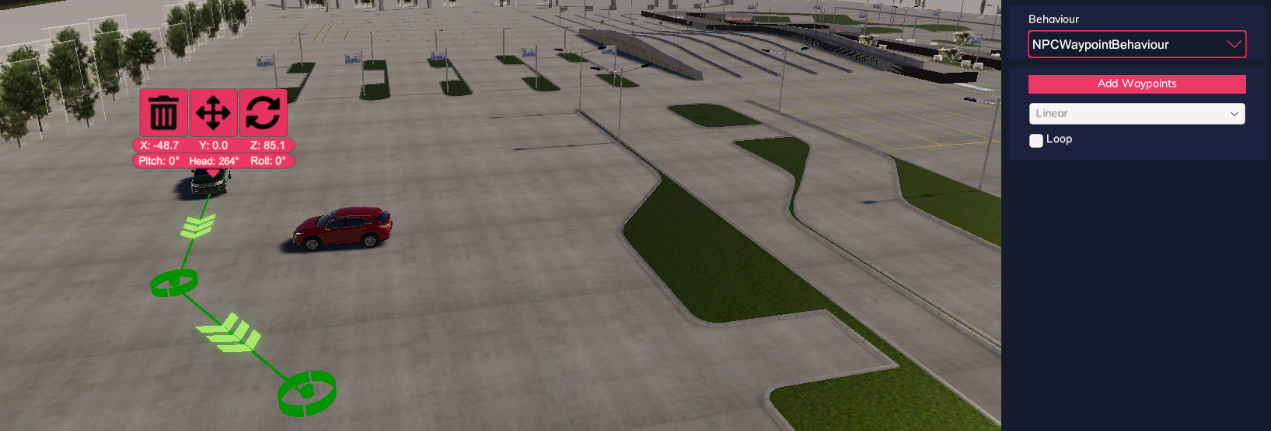 X: -48.7 Y: 0.0 Z: 85.1
Pitch: 0° Head: 264° Roll: 0°
Behaviour
NPCWaypointBehaviour
Add Waypoints
Linear
Loop